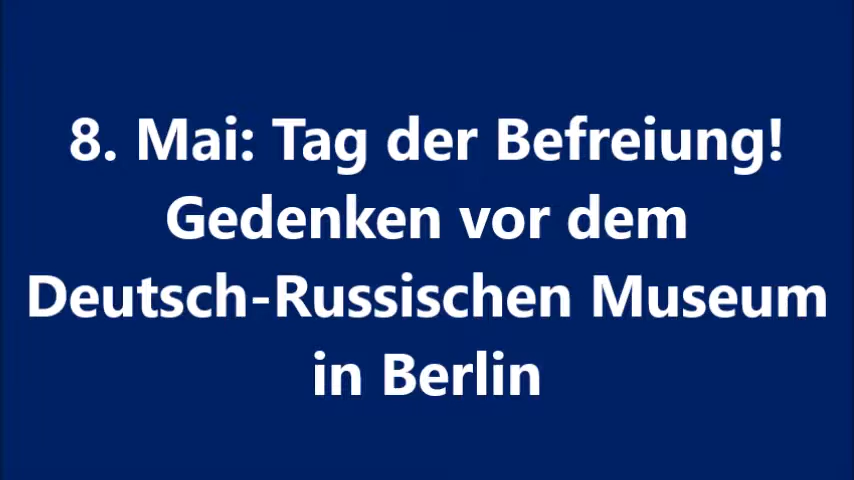 8. Mai: Tag der Befreiung!
Gedenken vor dem
Deutsch-Russischen Museum
in Berlin